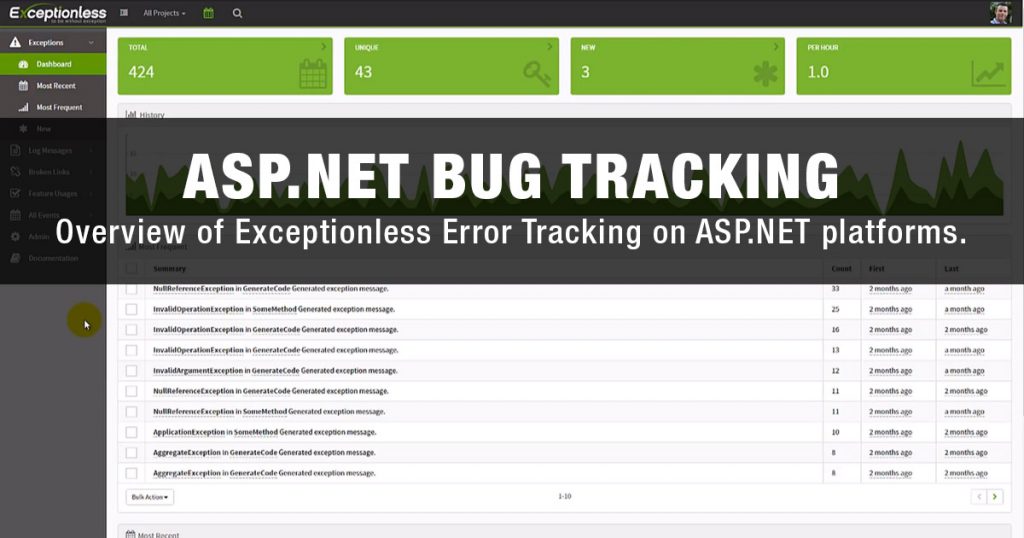 Exceptionless
to be without exception
All Projects
Exceptions
Dashboard
Most Recent
Most Frequent
New
Log Messages
Broken Links
Feature Usages
All Events
Admin
Documentation
TOTAL
424
UNIQUE
43
NEW
3
PER HOUR
1.0
History
ASP.NET BUG TRACKING
Overview of Exceptionless Error Tracking on ASP.NET platforms.
Most Frequent
Summary Count First Last
NullReferenceException in GenerateCode Generated exception message. 33 2 months ago a month ago
InvalidOperationException in SomeMethod Generated exception message. 25 2 months ago a month ago
InvalidOperationException in GenerateCode Generated exception message. 16 2 months ago 2 months ago
InvalidOperationException in GenerateCode Generated exception message. 13 2 months ago a month ago
InvalidArgumentException in GenerateCode Generated exception message. 12 2 months ago a month ago
NullReferenceException in GenerateCode Generated exception message. 11 2 months ago 2 months ago
NullReferenceException in SomeMethod Generated exception message. 11 2 months ago a month ago
ApplicationException in SomeMethod Generated exception message. 10 2 months ago 2 months ago
AggregateException in GenerateCode Generated exception message. 8 2 months ago 2 months ago
AggregateException in GenerateCode Generated exception message. 8 2 months ago 2 months ago
Bulk Action 1-10
Most Recent